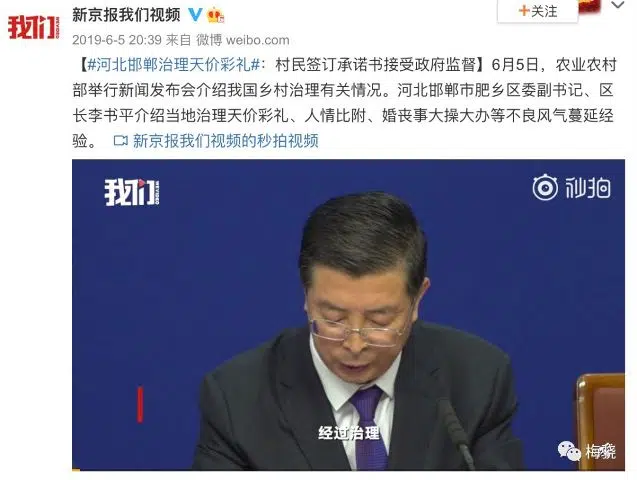 我们
新京报我们视频
+关注
2019-6-5 20:39 来自 微博 weibo.com
【#河北邯郸治理天价彩礼#：村民签订承诺书接受政府监督】6月5日，农业农村
部举行新闻发布会介绍我国乡村治理有关情况。河北邯郸市肥乡区委副书记、区
长李书平介绍当地治理天价彩礼、人情比附、婚丧事大操大办等不良风气蔓延经
验。 新京报我们视频的秒拍视频
我们
秒拍
经过治理